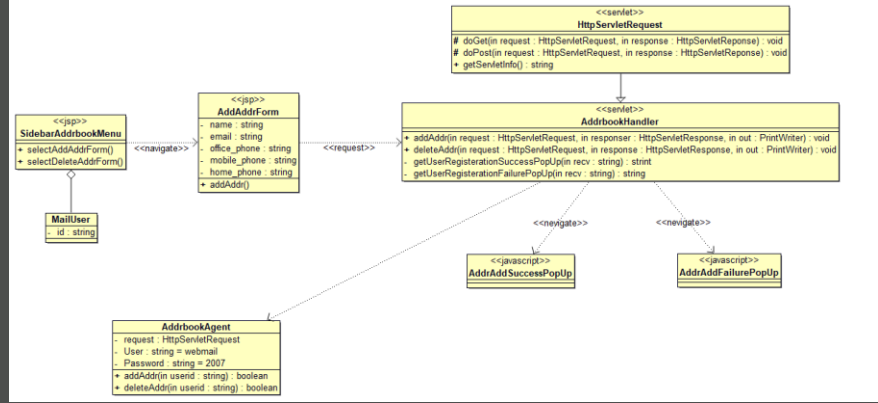 <<servlet>>
HttpServletRequest
# doGet(in request : HttpServletRequest, in response : HttpServletReponse) : void
# doPost(in request : HttpServletRequest, in response : HttpServletReponse) : void
+ getServletInfo() : string
<<jsp>>
SidebarAddrbookMenu
+ selectAddAddrForm()
+ selectDeleteAddrForm()
<<navigate>>
<<jsp>>
AddAddrForm
- name : string
- email : string
- office_phone : string
- mobile_phone : string
- home_phone : string
+ addAddr()
<<request>>
<<servlet>>
AddrbookHandler
+ addAddr(in request : HttpServletRequest, in responser : HttpServletResponse, in out : PrintWriter) : void
+ deleteAddr(in request : HttpServletRequest, in response : HttpServletResponse, in out : PrintWriter) : void
- getUserRegisterationSuccessPopUp(in recv : string) : strint
- getUserRegisterationFailurePopUp(in recv : string) : string
MailUser
- id : string
<<nevigate>>
<<nevigate>>
<<javascript>>
AddrAddSuccessPopUp
<<javascript>>
AddrAddFailurePopUp
AddrbookAgent
- request : HttpServletRequest
- User : string = webmail
- Password : string = 2007
+ addAddr(in userid : string) : boolean
+ deleteAddr(in userid : string) : boolean